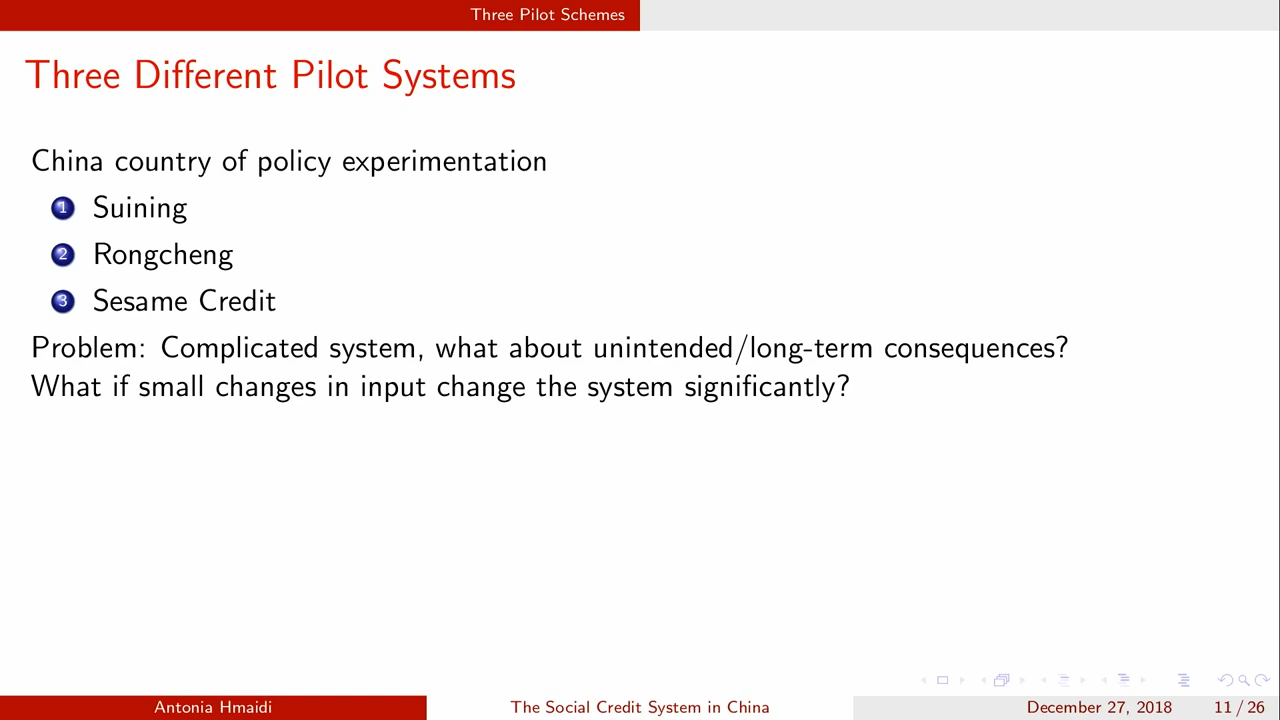 Three Pilot Schemes
Three Different Pilot Systems
China country of policy experimentation
1 Suining
2 Rongcheng
3 Sesame Credit
Problem: Complicated system, what about unintended/long-term consequences?
What if small changes in input change the system significantly?
Antonia Hmaidi The Social Credit System in China December 27, 2018 11 / 26